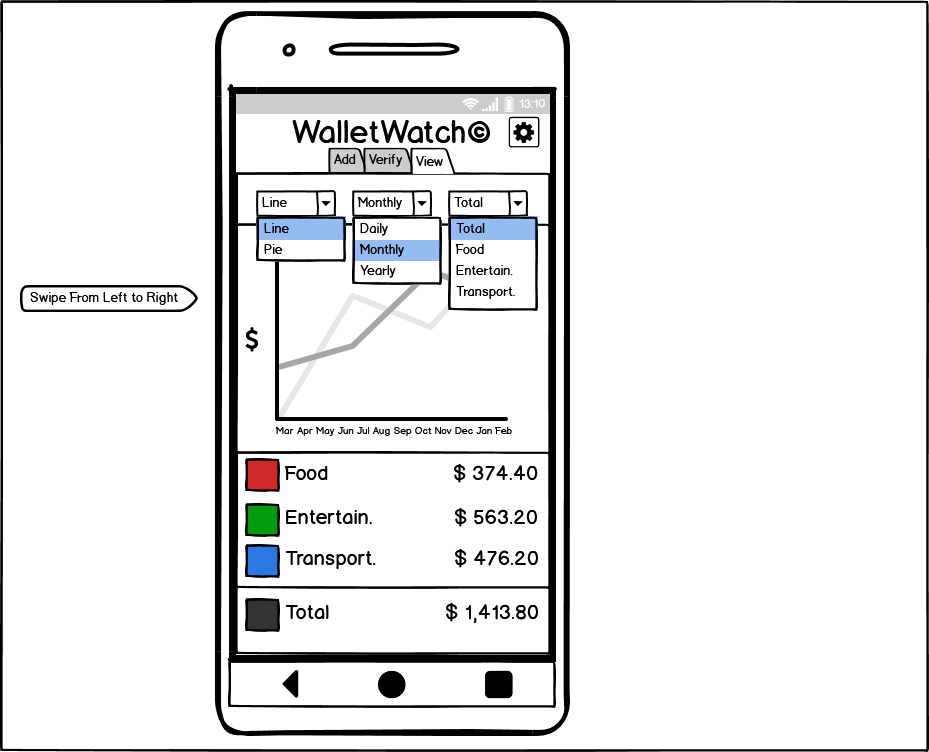 13:10
WalletWatch©
Add Verify View
Line Monthly Total
Line Daily Total
Pie Monthly Food
Yearly Entertain.
Transport.
Swipe From Left to Right
$
Mar Apr May Jun Jul Aug Sep Oct Nov Dec Jan Feb
Food $ 374.40
Entertain. $ 563.20
Transport. $ 476.20
Total $ 1,413.80